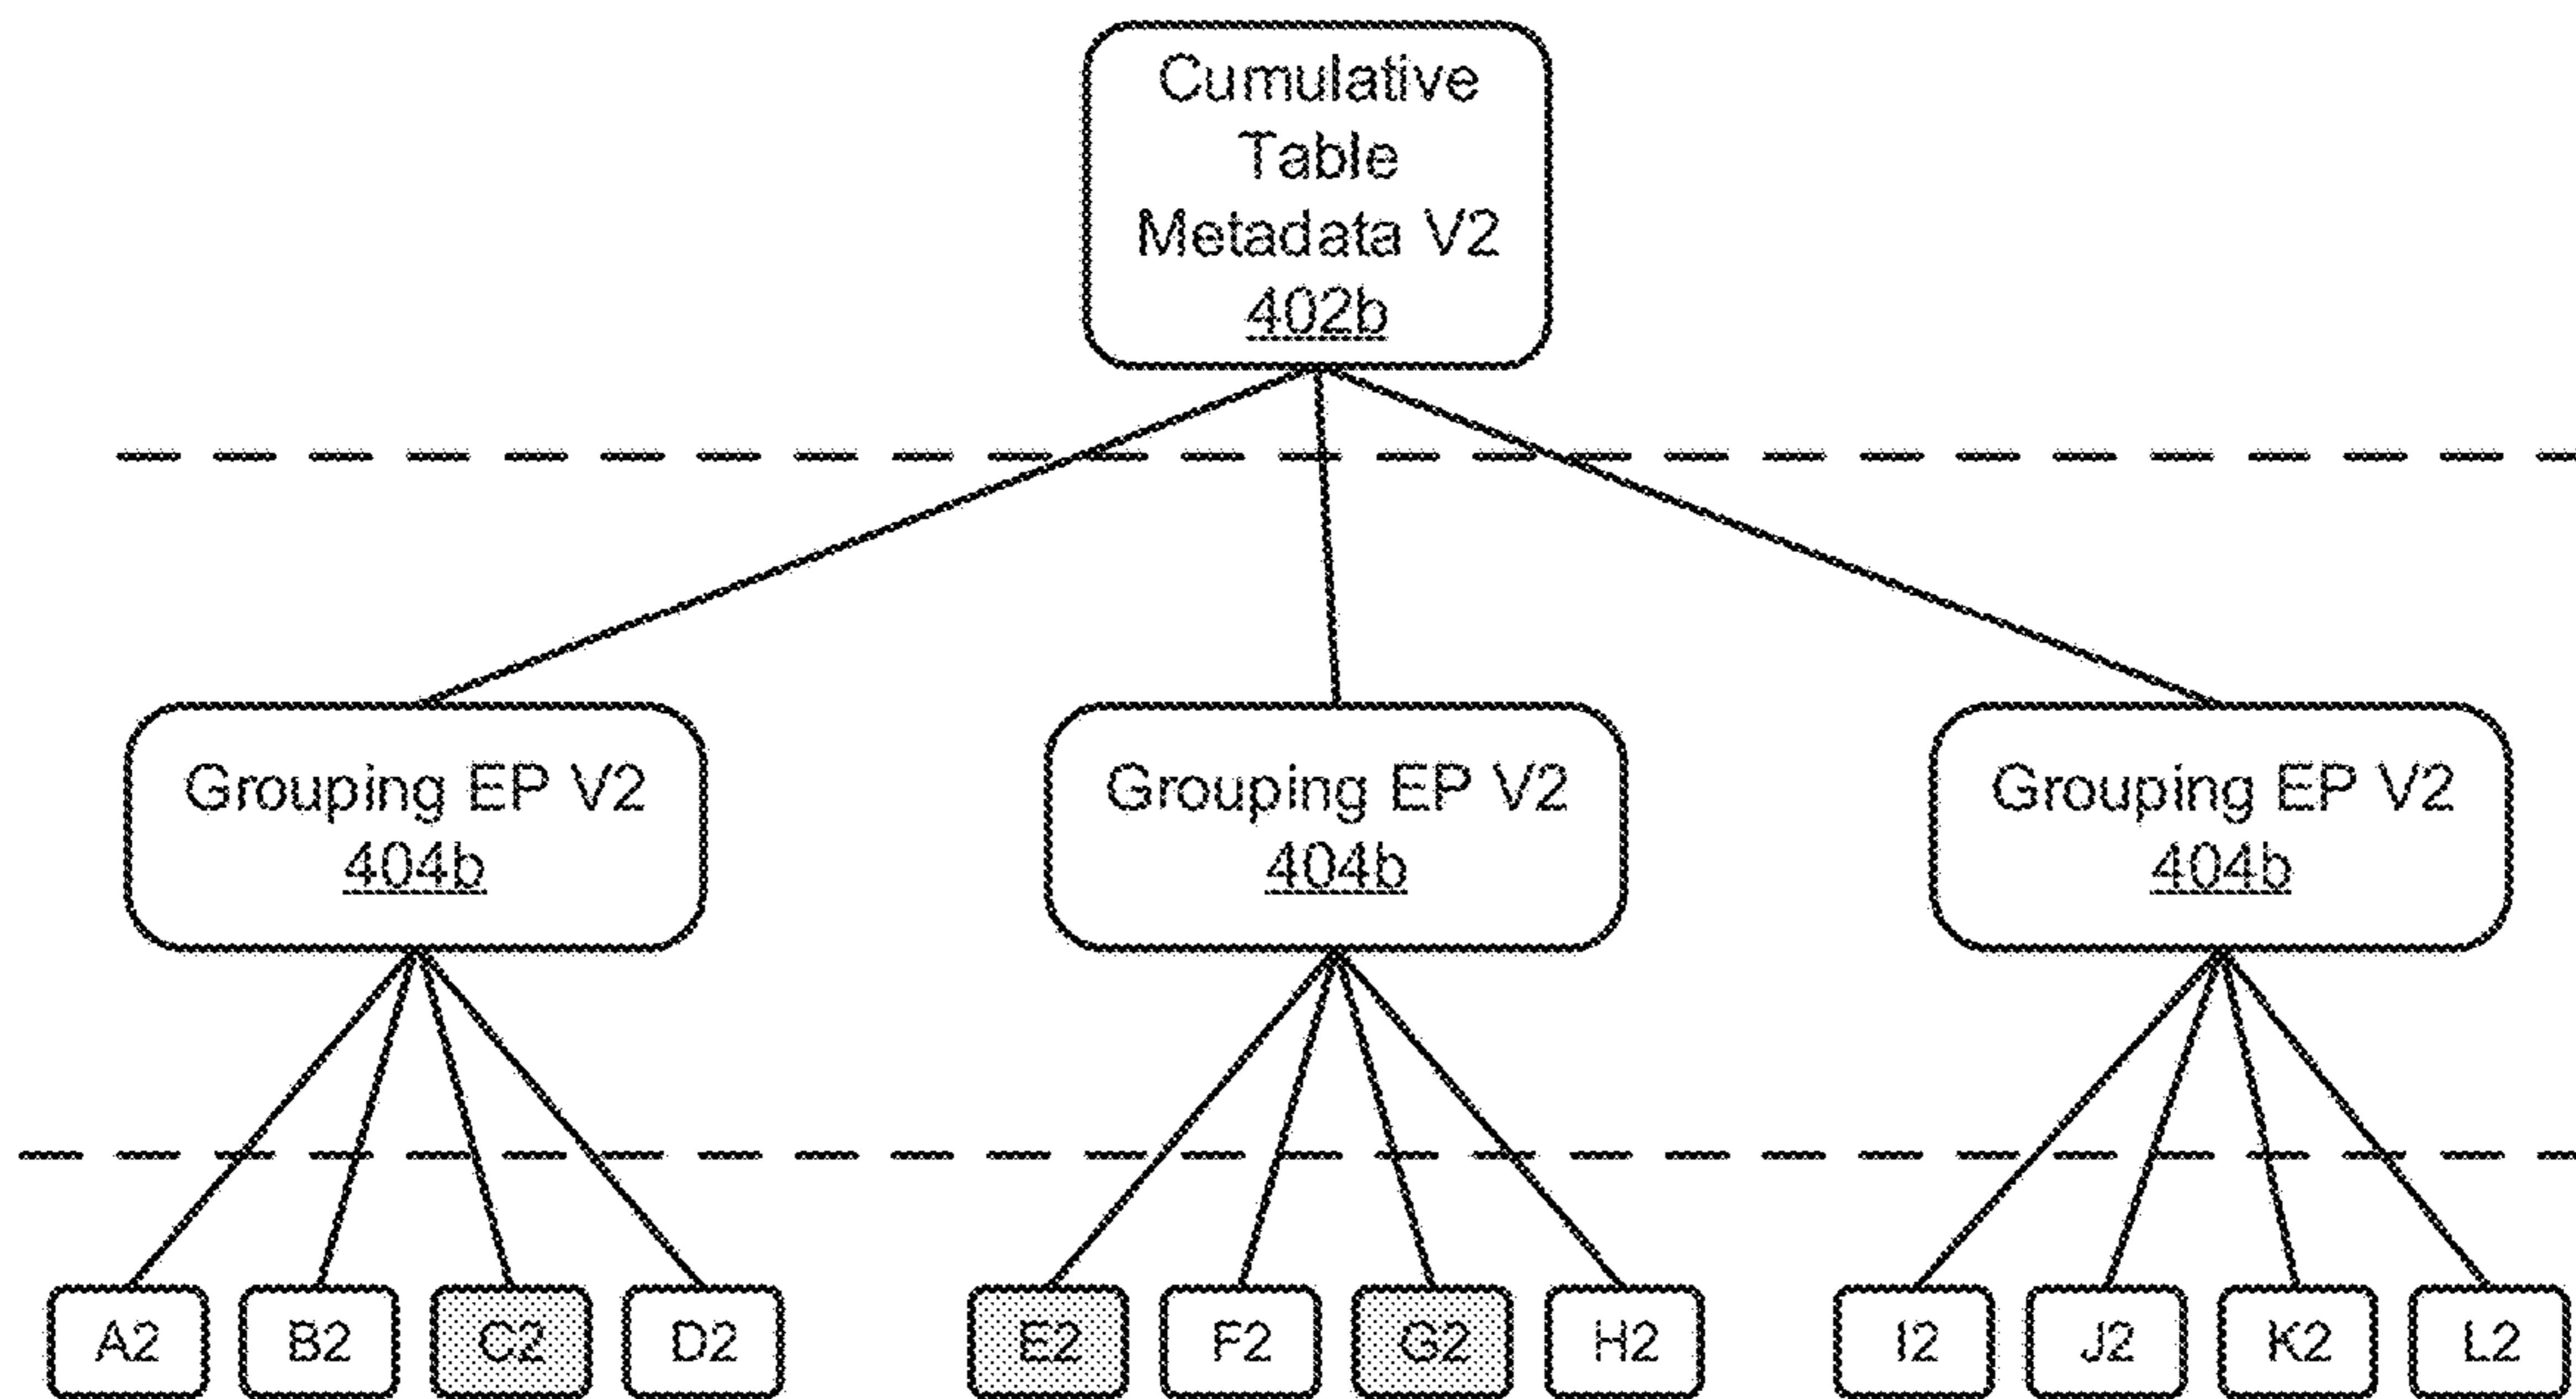 Cumulative
Table
Metadata V2
402b
Grouping EP V2
404b
Grouping EP V2
404b
Grouping EP V2
404b
A2
B2
C2
D2
E2
F2
G2
H2
I2
J2
K2
L2